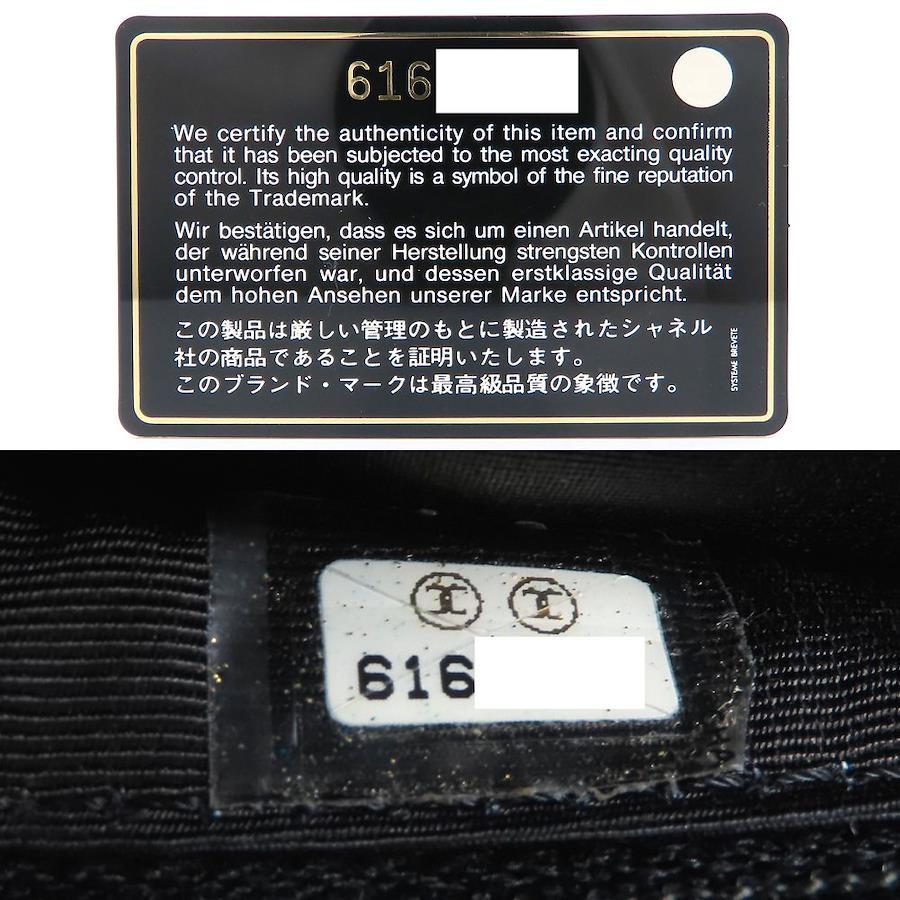 616
We certify the authenticity of this item and confirm
that it has been subjected to the most exacting quality
control. Its high quality is a symbol of the fine reputation
of the Trademark.
Wir bestätigen, dass es sich um einen Artikel handelt,
der während seiner Herstellung strengsten Kontrollen
unterworfen war, und dessen erstklassige Qualität
dem hohen Ansehen unserer Marke entspricht.
この製品は厳しい管理のもとに製造されたシャネル
社の商品であることを証明いたします。
このブランド・マークは最高級品質の象徴です。
SYSTEME BREVETE
616